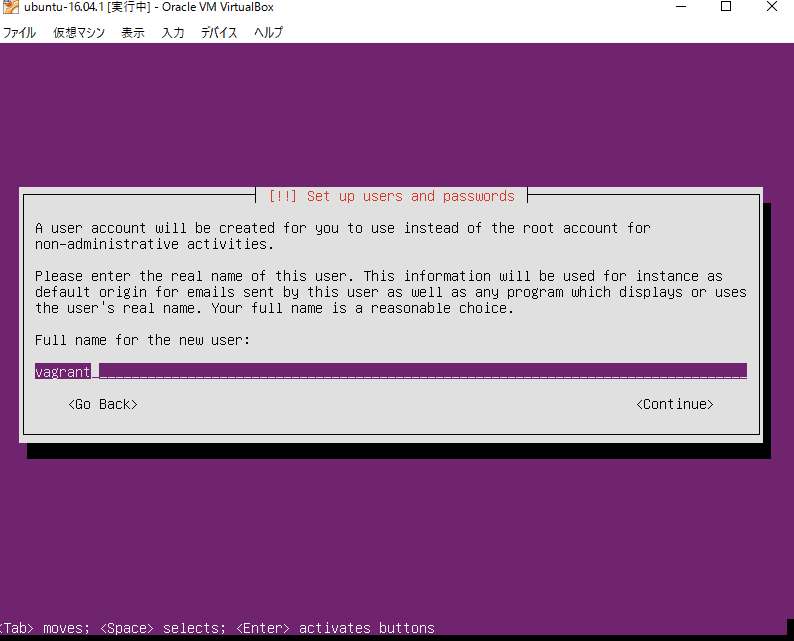 ubuntu-16.04.1 [実行中] - Oracle VM VirtualBox
ファイル 仮想マシン 表示 入力 デバイス ヘルプ
[!!] Set up users and passwords
A user account will be created for you to use instead of the root account for
non-administrative activities.
Please enter the real name of this user. This information will be used for instance as
default origin for emails sent by this user as well as any program which displays or uses
the user's real name. Your full name is a reasonable choice.
Full name for the new user:
vagrant
<Go Back> <Continue>
<Tab> moves; <Space> selects; <Enter> activates buttons